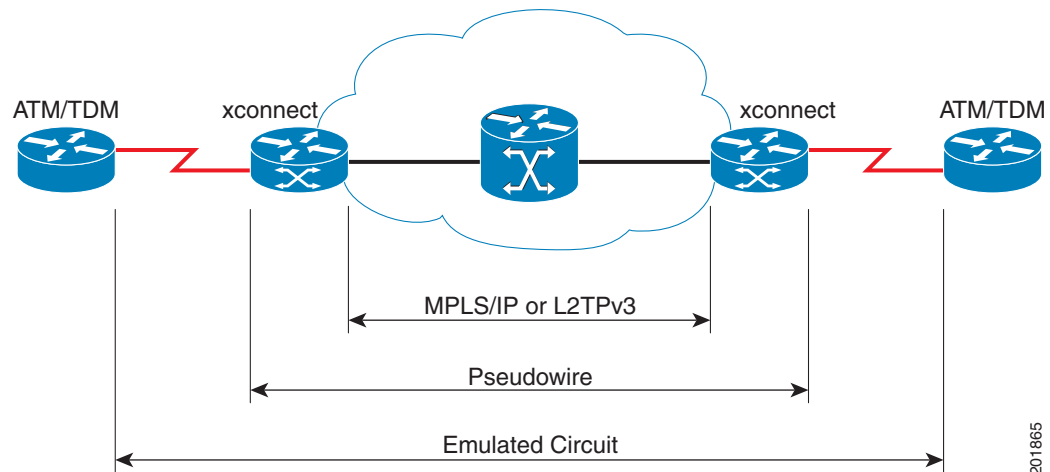 ATM/TDM
xconnect
xconnect
ATM/TDM
MPLS/IP or L2TPv3
Pseudowire
Emulated Circuit
201865